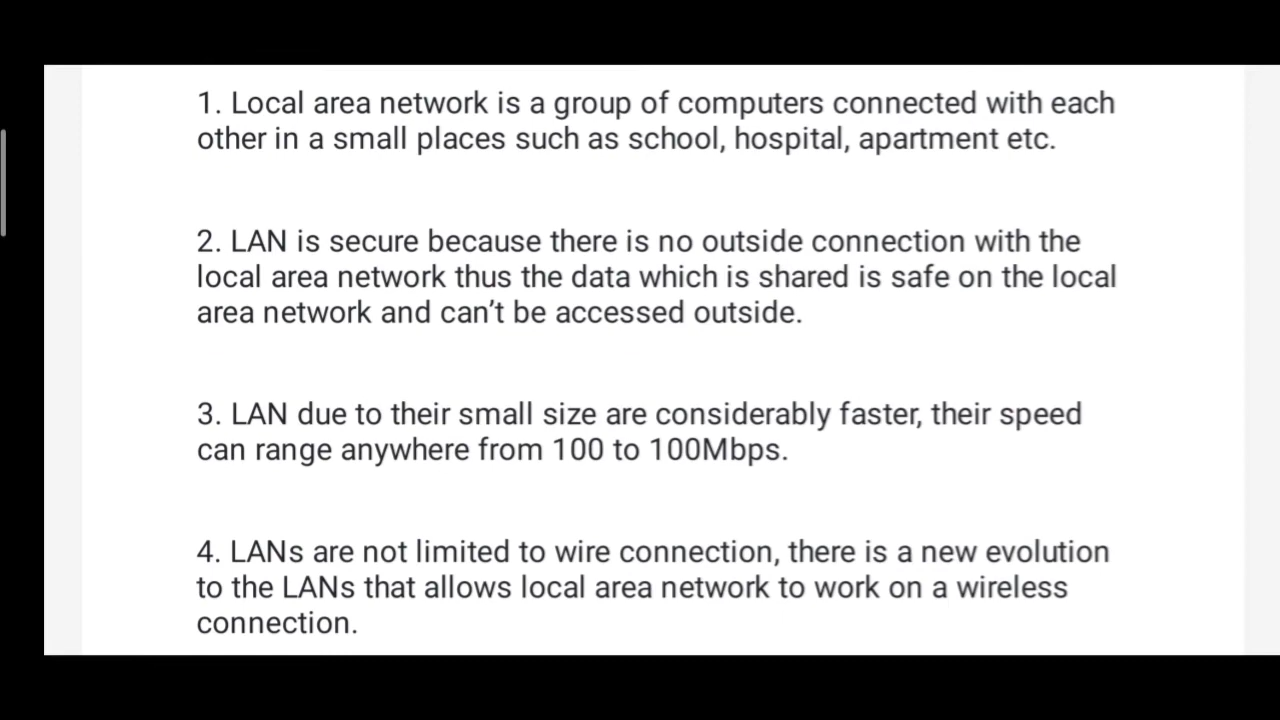 1. Local area network is a group of computers connected with each
other in a small places such as school, hospital, apartment etc.
2. LAN is secure because there is no outside connection with the
local area network thus the data which is shared is safe on the local
area network and can’t be accessed outside.
3. LAN due to their small size are considerably faster, their speed
can range anywhere from 100 to 100Mbps.
4. LANs are not limited to wire connection, there is a new evolution
to the LANs that allows local area network to work on a wireless
connection.